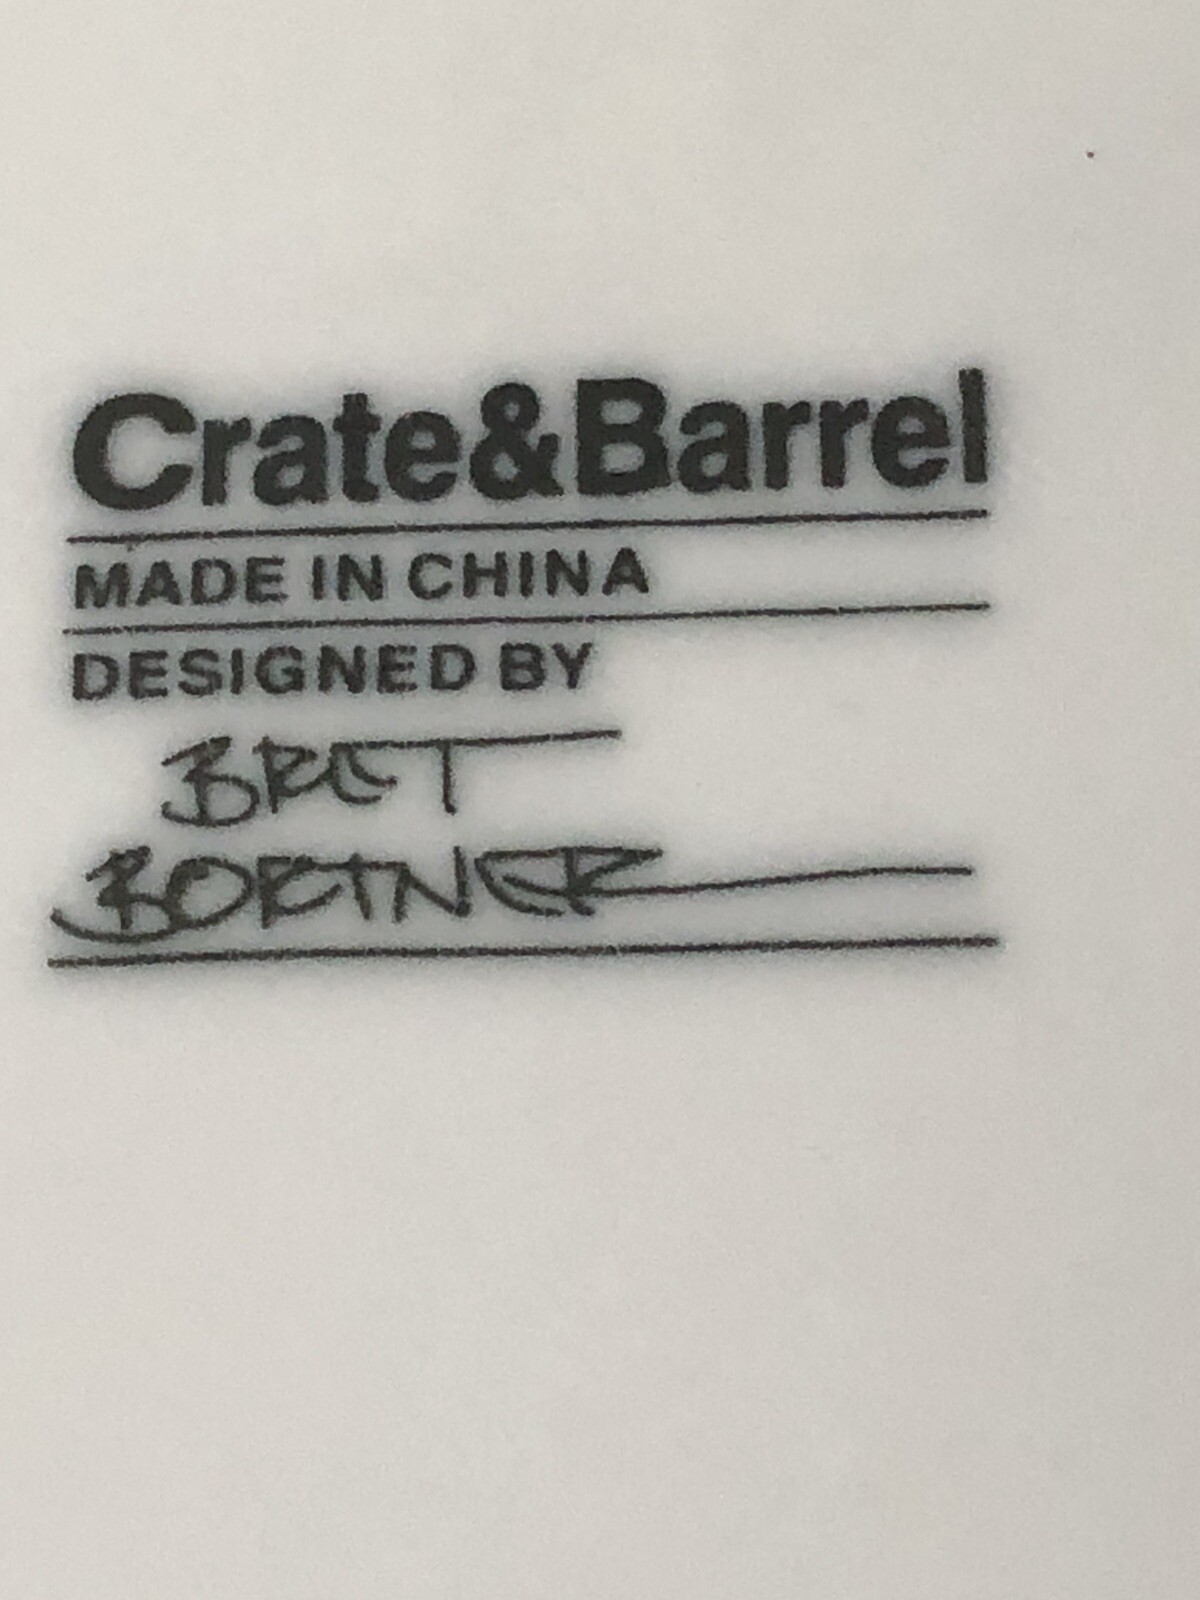 Crate&Barrel
MADE IN CHINA
DESIGNED BY
BRET
BORTNER